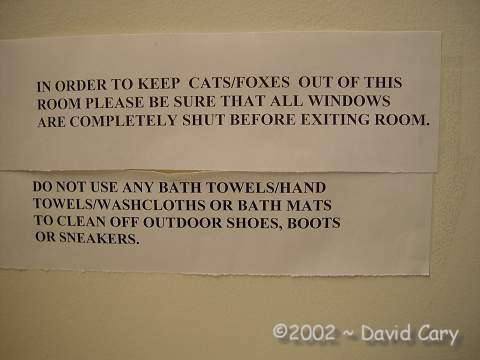 IN ORDER TO KEEP CATS/FOXES OUT OF THIS
ROOM PLEASE BE SURE THAT ALL WINDOWS
ARE COMPLETELY SHUT BEFORE EXITING ROOM.
DO NOT USE ANY BATH TOWELS/HAND
TOWELS/WASHCLOTHS OR BATH MATS
TO CLEAN OFF OUTDOOR SHOES, BOOTS
OR SNEAKERS.
©2002 ~ David Cary